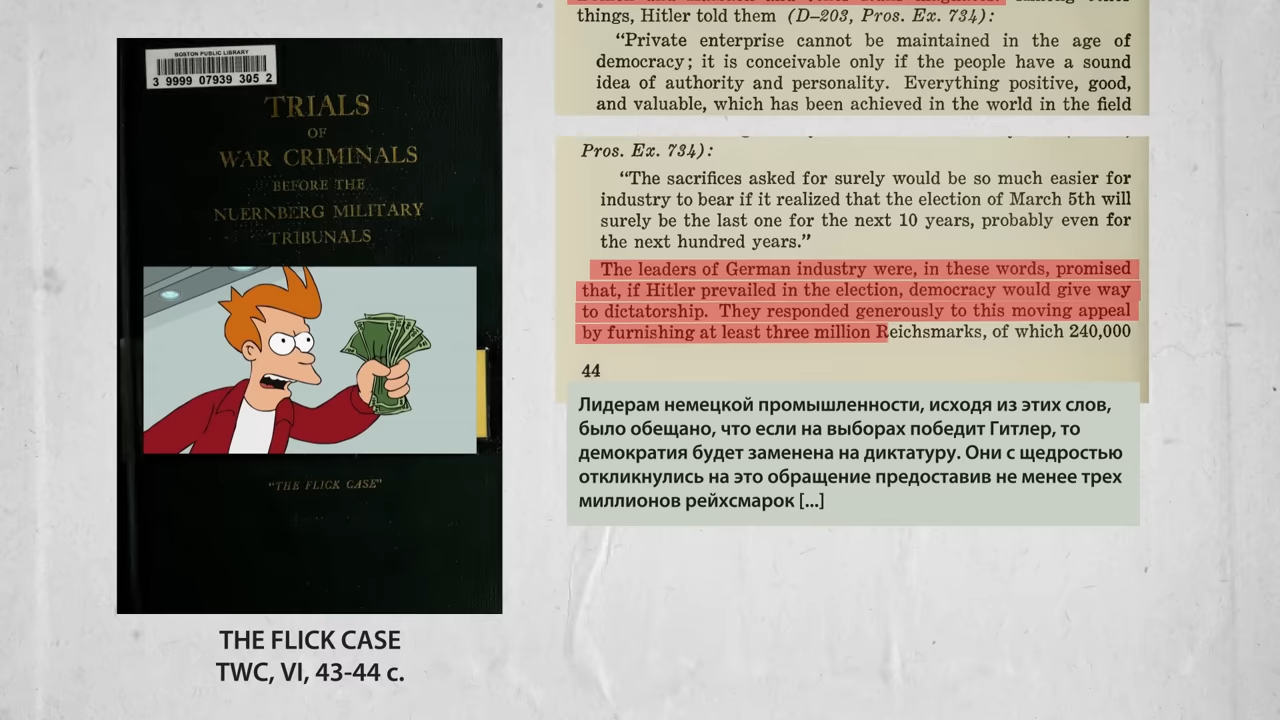 BOSTON PUBLIC LIBRARY
3 9999 07939 305 2
TRIALS
OF
WAR CRIMINALS
BEFORE THE
NUERNBERG MILITARY
TRIBUNALS
"THE FLICK CASE"
THE FLICK CASE
TWC, VI, 43-44 с.
things, Hitler told them (D-203, Pros. Ex. 734):
"Private enterprise cannot be maintained in the age of
democracy; it is conceivable only if the people have a sound
idea of authority and personality. Everything positive, good,
and valuable, which has been achieved in the world in the field
Pros. Ex. 734):
"The sacrifices asked for surely would be so much easier for
industry to bear if it realized that the election of March 5th will
surely be the last one for the next 10 years, probably even for
the next hundred years."
The leaders of German industry were, in these words, promised
that, if Hitler prevailed in the election, democracy would give way
to dictatorship. They responded generously to this moving appeal
by furnishing at least three million Reichsmarks, of which 240,000
44
Лидерам немецкой промышленности, исходя из этих слов,
было обещано, что если на выборах победит Гитлер, то
демократия будет заменена на диктатуру. Они с щедростью
откликнулись на это обращение предоставив не менее трех
миллионов рейхсмарок [...]